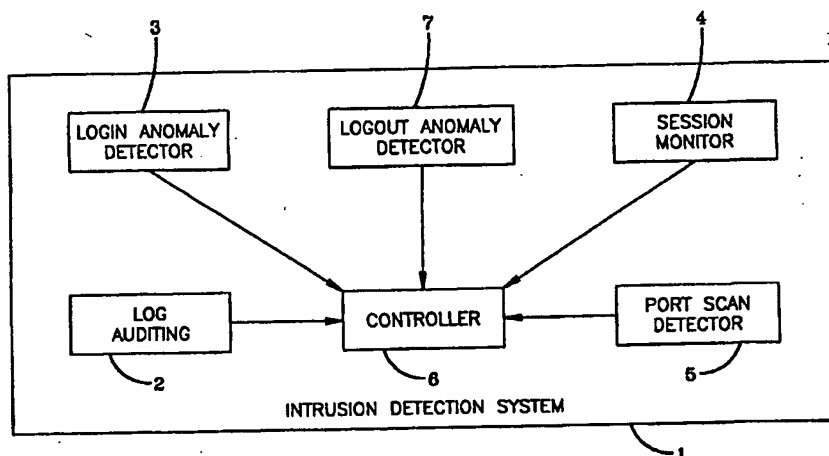 3
7
4
LOGIN ANOMALY
DETECTOR
LOGOUT ANOMALY
DETECTOR
SESSION
MONITOR
LOG
AUDITING
CONTROLLER
PORT SCAN
DETECTOR
2
6
5
INTRUSION DETECTION SYSTEM
1